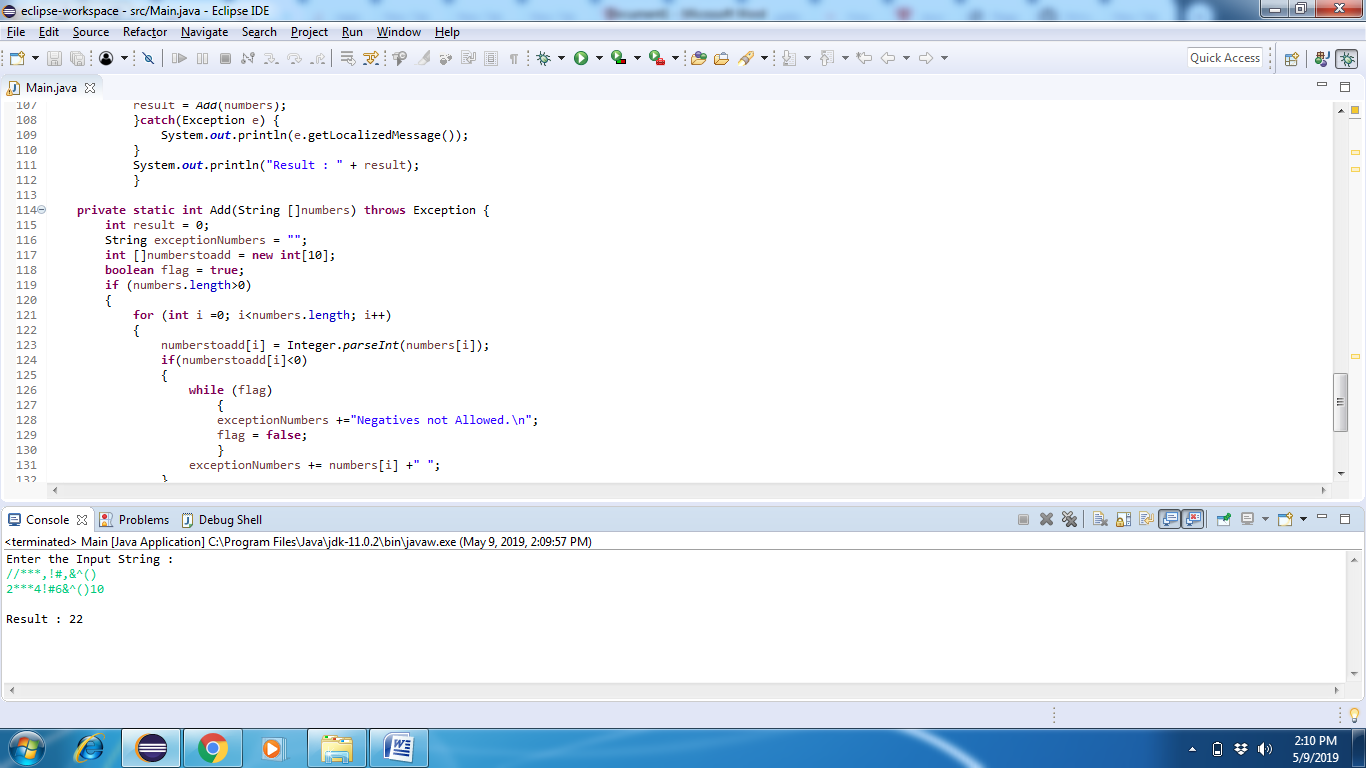 eclipse-workspace - src/Main.java - Eclipse IDE
File Edit Source Refactor Navigate Search Project Run Window Help
Quick Access
Main.java
107 result = Add(numbers);
108 }catch(Exception e) {
109 System.out.println(e.getLocalizedMessage());
110 }
111 System.out.println("Result : " + result);
112 }
113
114 private static int Add(String []numbers) throws Exception {
115 int result = 0;
116 String exceptionNumbers = "";
117 int []numberstoadd = new int[10];
118 boolean flag = true;
119 if (numbers.length>0)
120 {
121 for (int i =0; i<numbers.length; i++)
122 {
123 numberstoadd[i] = Integer.parseInt(numbers[i]);
124 if(numberstoadd[i]<0)
125 {
126 while (flag)
127 {
128 exceptionNumbers +="Negatives not Allowed.\n";
129 flag = false;
130 }
131 exceptionNumbers += numbers[i] +" ";
132 }
Console Problems Debug Shell
<terminated> Main [Java Application] C:\Program Files\Java\jdk-11.0.2\bin\javaw.exe (May 9, 2019, 2:09:57 PM)
Enter the Input String :
//***,!#,&^()
2***4!#6&^()10
Result : 22
2:10 PM
5/9/2019